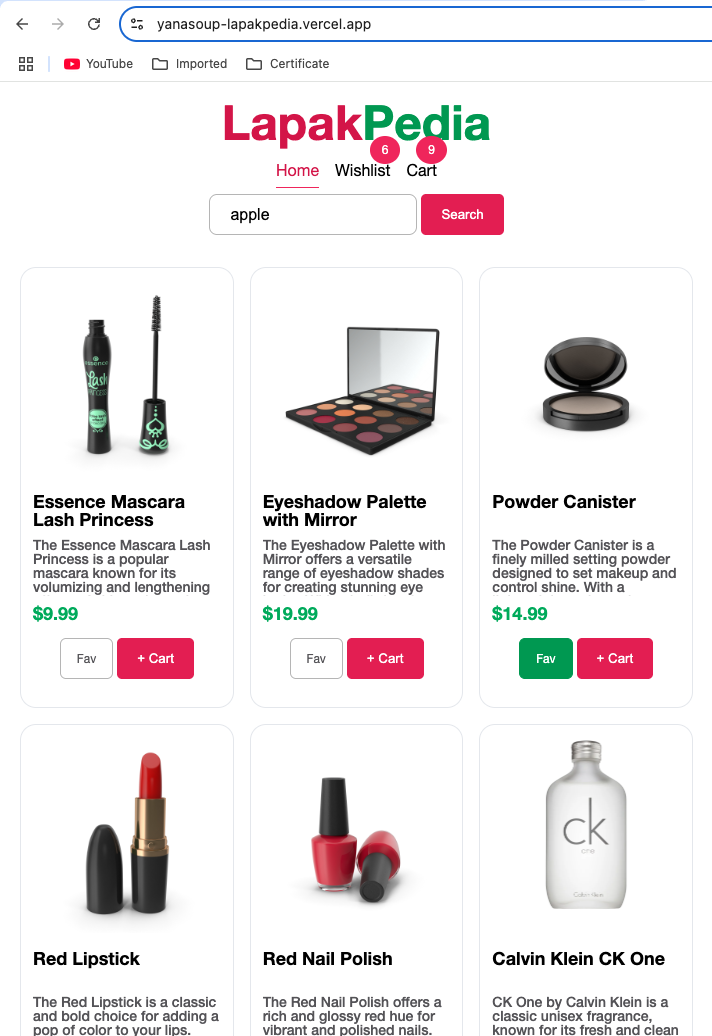 yanasoup-lapakpedia.vercel.app
YouTube Imported Certificate
LapakPedia
6 9
Home Wishlist Cart
apple Search
essence
Lash
PRINCESS
Essence Mascara
Lash Princess
The Essence Mascara Lash
Princess is a popular
mascara known for its
volumizing and lengthening
$9.99
Fav + Cart
Eyeshadow Palette
with Mirror
The Eyeshadow Palette with
Mirror offers a versatile
range of eyeshadow shades
for creating stunning eye
$19.99
Fav + Cart
Powder Canister
The Powder Canister is a
finely milled setting powder
designed to set makeup and
control shine. With a
$14.99
Fav + Cart
Red Lipstick
The Red Lipstick is a classic
and bold choice for adding a
pop of color to your lips.
Red Nail Polish
The Red Nail Polish offers a
rich and glossy red hue for
vibrant and polished nails.
ck
one
Calvin Klein
Calvin Klein CK One
CK One by Calvin Klein is a
classic unisex fragrance,
known for its fresh and clean